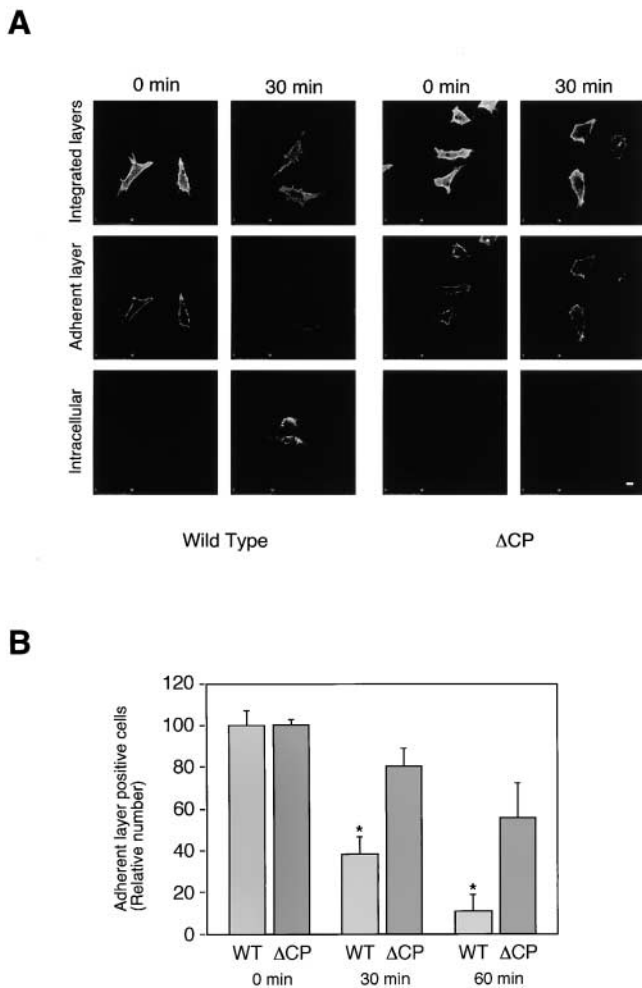 A
0 min 30 min 0 min 30 min
Integrated layers
Adherent layer
Intracellular
Wild Type ΔCP
B
Adherent layer positive cells
(Relative number)
120
100
80
60
40
20
0
*
*
WT ΔCP WT ΔCP WT ΔCP
0 min 30 min 60 min